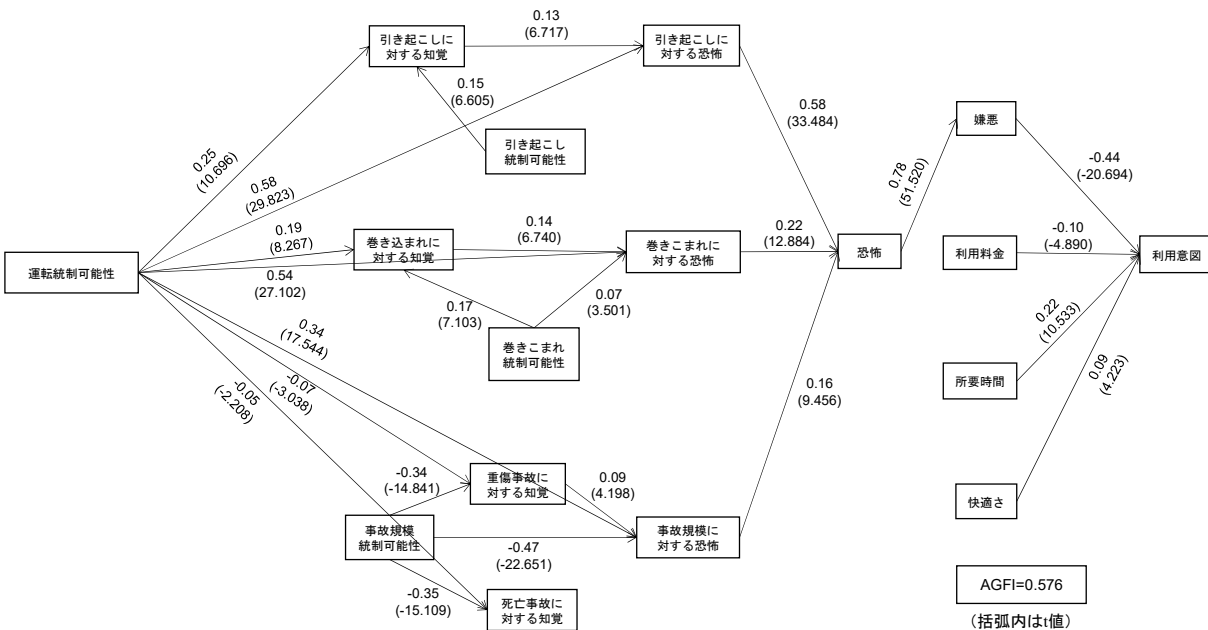 0.13
(6.717)
引き起こしに
対する知覚
引き起こしに
対する恐怖
0.15
(6.605)
0.58
(33.484)
嫌悪
引き起こし
統制可能性
0.25
(10.696)
0.58
(29.823)
0.78
(51.520)
-0.44
(-20.694)
0.19
(8.267)
巻き込まれに
対する知覚
0.14
(6.740)
巻きこまれに
対する恐怖
0.22
(12.884)
恐怖
-0.10
(-4.890)
利用料金
利用意図
運転統制可能性
0.54
(27.102)
0.17
(7.103)
0.07
(3.501)
0.22
(10.533)
巻きこまれ
統制可能性
0.34
(17.544)
-0.07
(-3.038)
-0.05
(-2.208)
所要時間
0.09
(4.223)
0.16
(9.456)
-0.34
(-14.841)
重傷事故に
対する知覚
0.09
(4.198)
快適さ
事故規模
統制可能性
-0.47
(-22.651)
事故規模に
対する恐怖
-0.35
(-15.109)
死亡事故に
対する知覚
AGFI=0.576
(括弧内はt値)